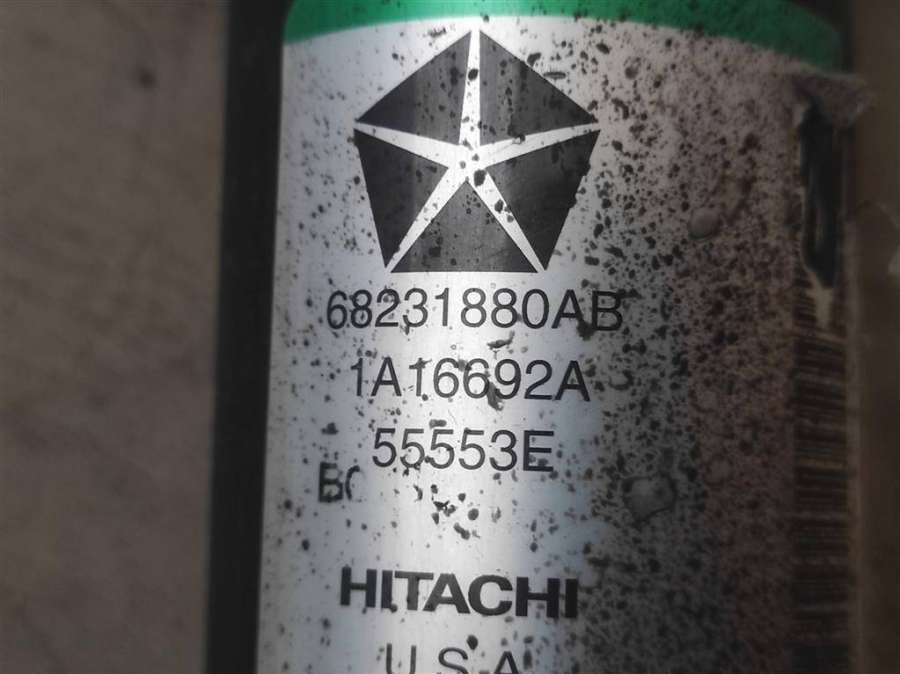 68231880AB
1A16692A
55553E
HITACHI
U.S.A